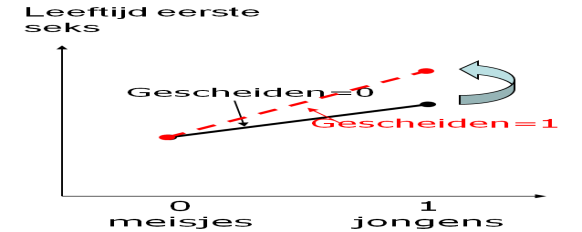 Leeftijd eerste
seks
Gescheiden=0
Gescheiden=1
0 1
meisjes jongens